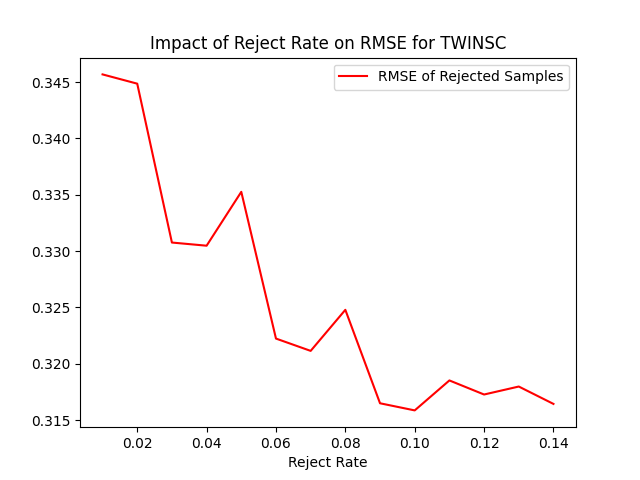 Impact of Reject Rate on RMSE for TWINSC
RMSE of Rejected Samples
0.345
0.340
0.335
0.330
0.325
0.320
0.315
0.02 0.04 0.06 0.08 0.10 0.12 0.14
Reject Rate